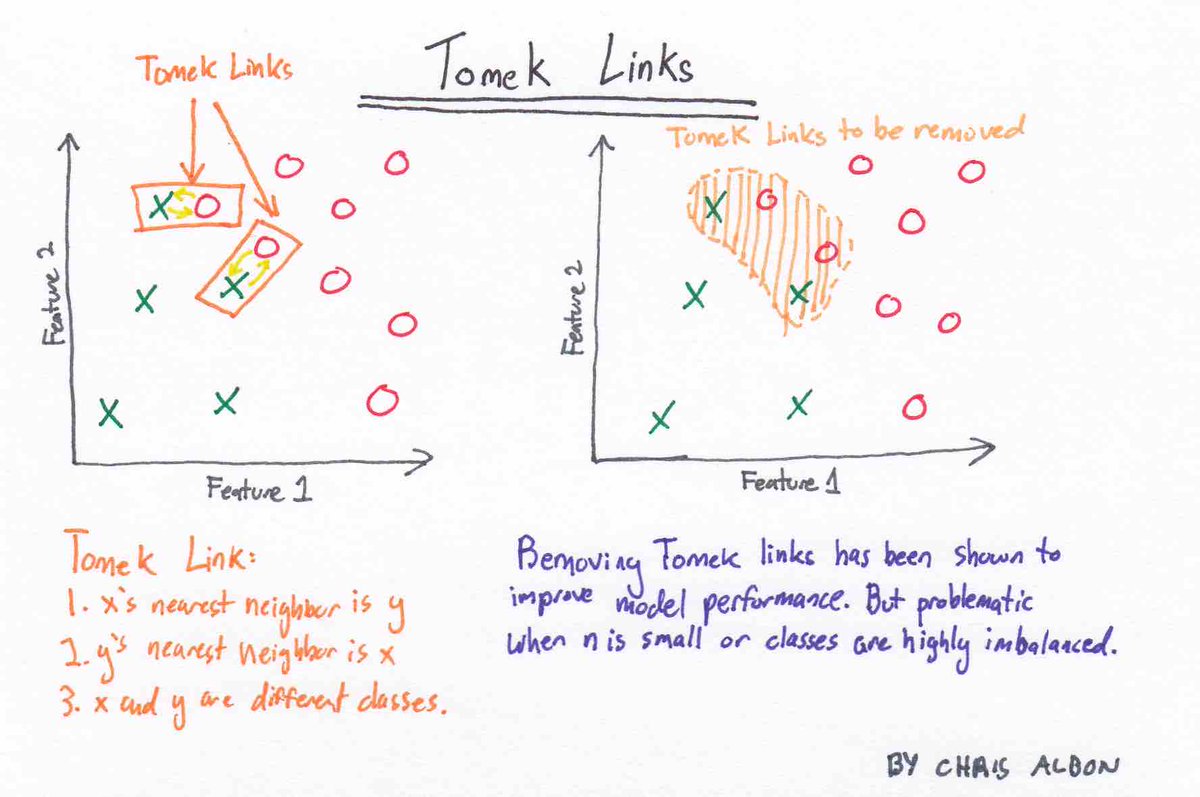 Tomek Links
Tomek Links
Tomek Links to be removed
Feature 2
Feature 1
Feature 2
Feature 1
Tomek Link:
1. x's nearest neighbor is y
2. y's nearest neighbor is x
3. x and y are different classes.
Removing Tomek links has been shown to
improve model performance. But problematic
when n is small or classes are highly imbalanced.
BY CHRIS ALBON